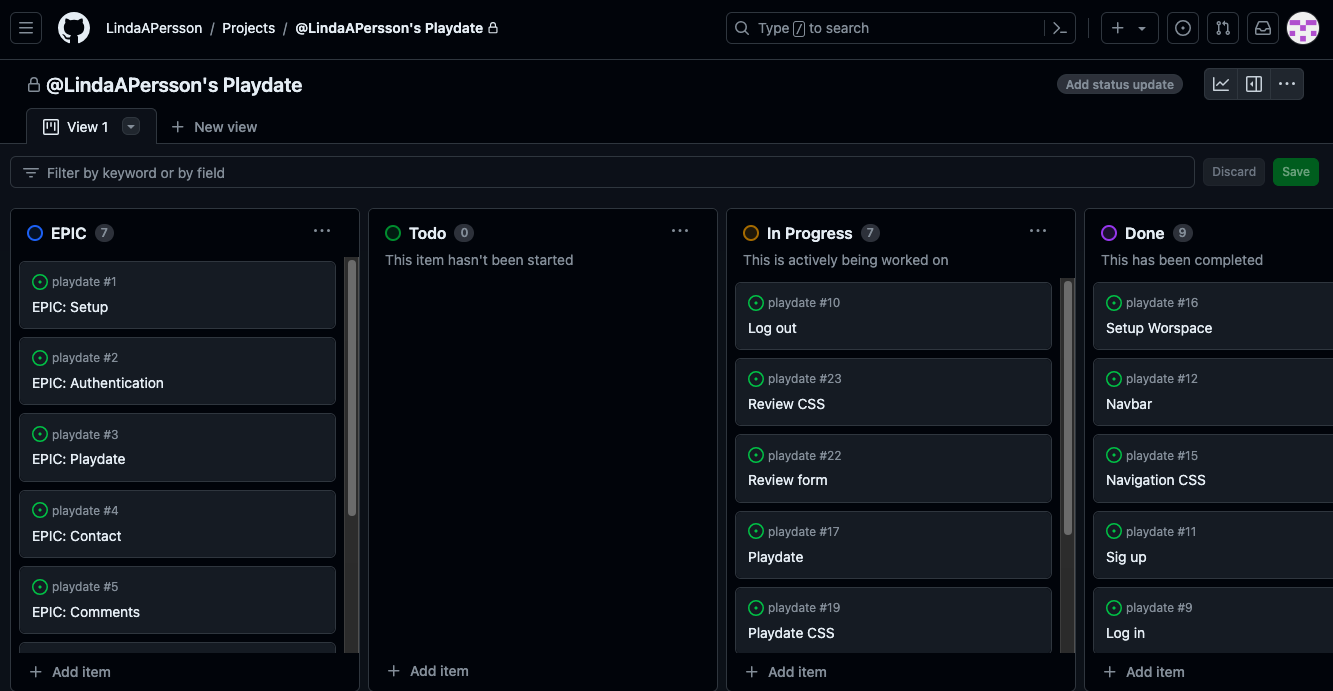 LindaAPersson / Projects / @LindaAPersson's Playdate
Type / to search
@LindaAPersson's Playdate
Add status update
View 1
New view
Filter by keyword or by field
Discard
Save
EPIC 7
playdate #1
EPIC: Setup
playdate #2
EPIC: Authentication
playdate #3
EPIC: Playdate
playdate #4
EPIC: Contact
playdate #5
EPIC: Comments
Add item
Todo 0
This item hasn't been started
Add item
In Progress 7
This is actively being worked on
playdate #10
Log out
playdate #23
Review CSS
playdate #22
Review form
playdate #17
Playdate
playdate #19
Playdate CSS
Add item
Done 9
This has been completed
playdate #16
Setup Worspace
playdate #12
Navbar
playdate #15
Navigation CSS
playdate #11
Sig up
playdate #9
Log in
Add item